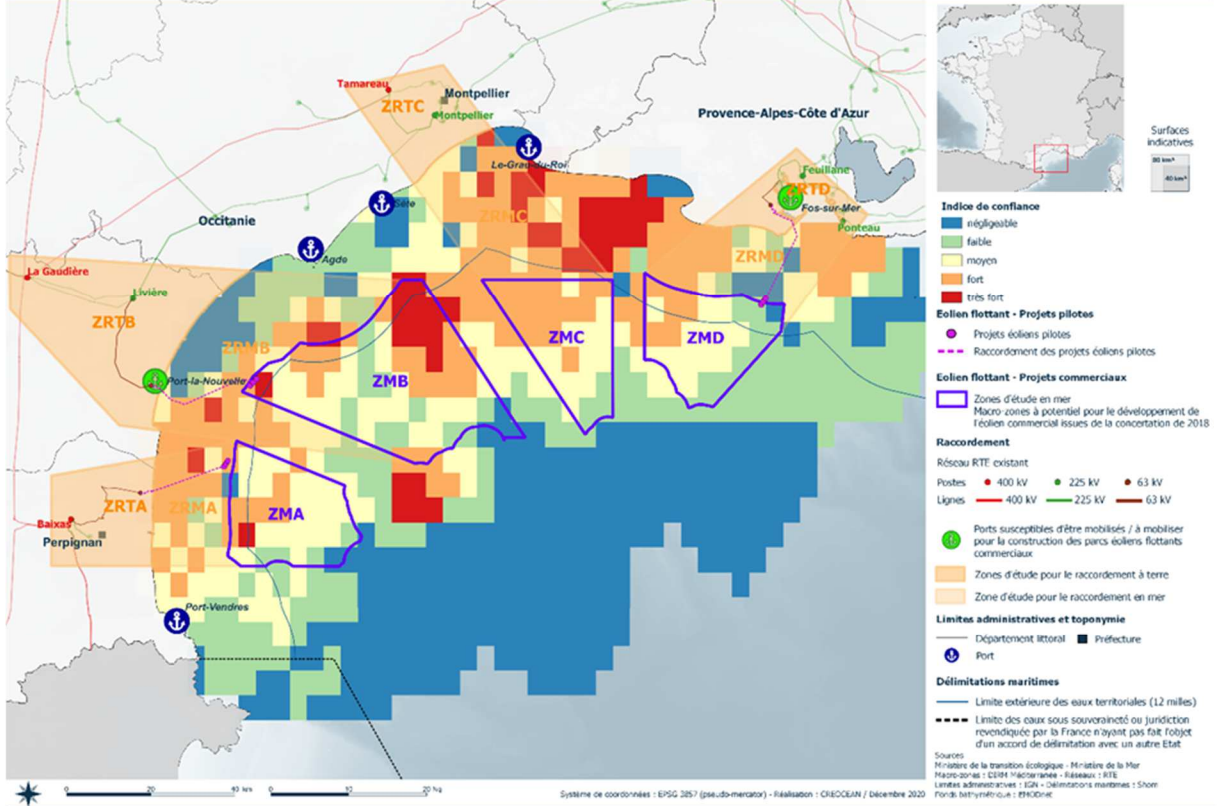 Tamareau
ZRTC
Montpellier
Montpellier
Provence-Alpes-Côte d'Azur
Le-Grau-du-Roi
Feuillane
ZRTD
Fos-sur-Mer
Ponteau
Sète
ZRMC
Occitanie
Agde
ZRMD
La Gaudière
Livière
ZRTB
ZRMB
ZMC
ZMD
Port-la-Nouvelle
ZMB
ZRTA
ZRMA
ZMA
Baixas
Perpignan
Port-Vendres
Surfaces
indicatives
80 km²
40 km²
Indice de confiance
négligeable
faible
moyen
fort
très fort
Eolien flottant - Projets pilotes
Projets éoliens pilotes
Raccordement des projets éoliens pilotes
Eolien flottant - Projets commerciaux
Zones d'étude en mer
Macro-zones à potentiel pour le développement de
l'éolien commercial issues de la concertation de 2018
Raccordement
Réseau RTE existant
Postes 400 kV 225 kV 63 kV
Lignes 400 kV 225 kV 63 kV
Ports susceptibles d'être mobilisés / à mobiliser
pour la construction des parcs éoliens flottants
commerciaux
Zones d'étude pour le raccordement à terre
Zone d'étude pour le raccordement en mer
Limites administratives et toponymie
Département littoral Préfecture
Port
Délimitations maritimes
Limite extérieure des eaux territoriales (12 milles)
Limite des eaux sous souveraineté ou juridiction
revendiquée par la France n'ayant pas fait l'objet
d'un accord de délimitation avec un autre Etat
Sources
Ministère de la transition écologique - Ministère de la Mer
Macro-zones : DIRM Méditerranée - Réseaux : RTE
Limites administratives : IGN - Délimitations maritimes : Shom
Fonds bathymétrique : EMODnet
0 20 40 km
0 10 20 Nq
Système de coordonnées : EPSG 3857 (pseudo-mercator) - Réalisation : CREOCEAN / Décembre 2020